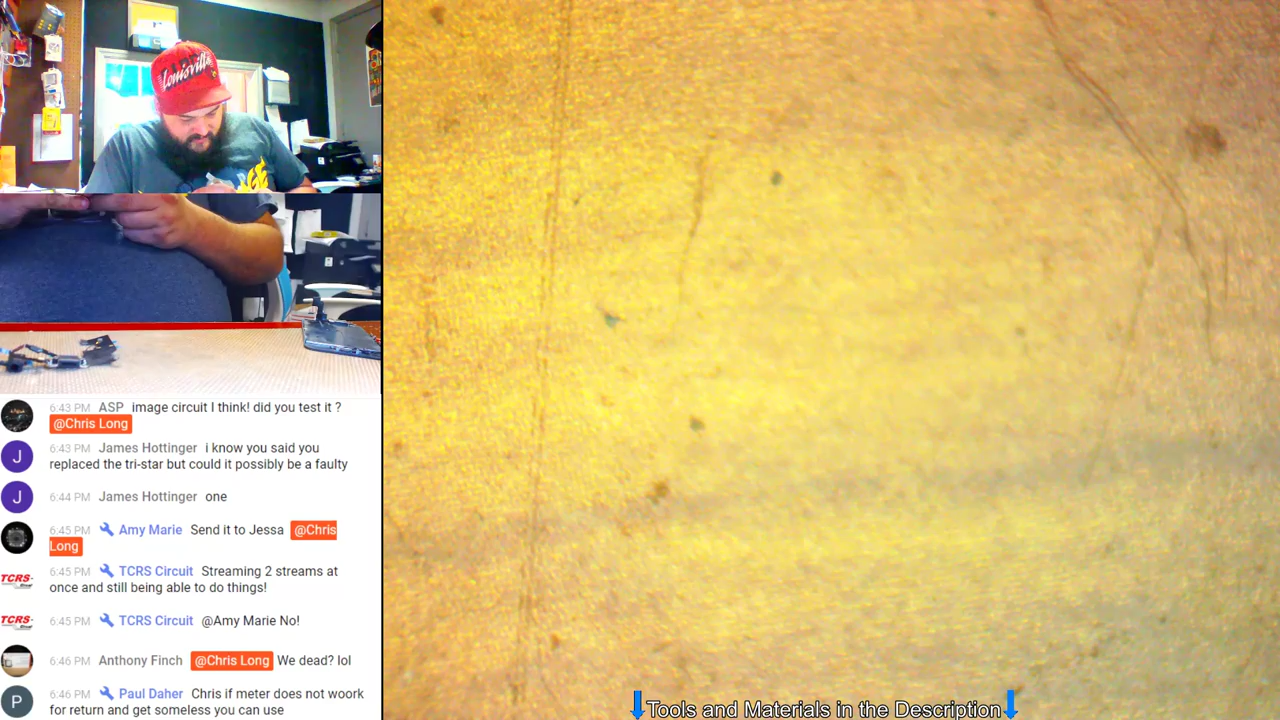 Louisville
6:43 PM ASP image circuit I think! did you test it ?
@Chris Long
6:43 PM James Hottinger i know you said you
replaced the tri-star but could it possibly be a faulty
J
6:44 PM James Hottinger one
J
6:45 PM Amy Marie Send it to Jessa @Chris
Long
6:45 PM TCRS Circuit Streaming 2 streams at
once and still being able to do things!
TCRS
6:45 PM TCRS Circuit @Amy Marie No!
TCRS
6:46 PM Anthony Finch @Chris Long We dead? lol
6:46 PM Paul Daher Chris if meter does not woork
for return and get someless you can use
P
Tools and Materials in the Description